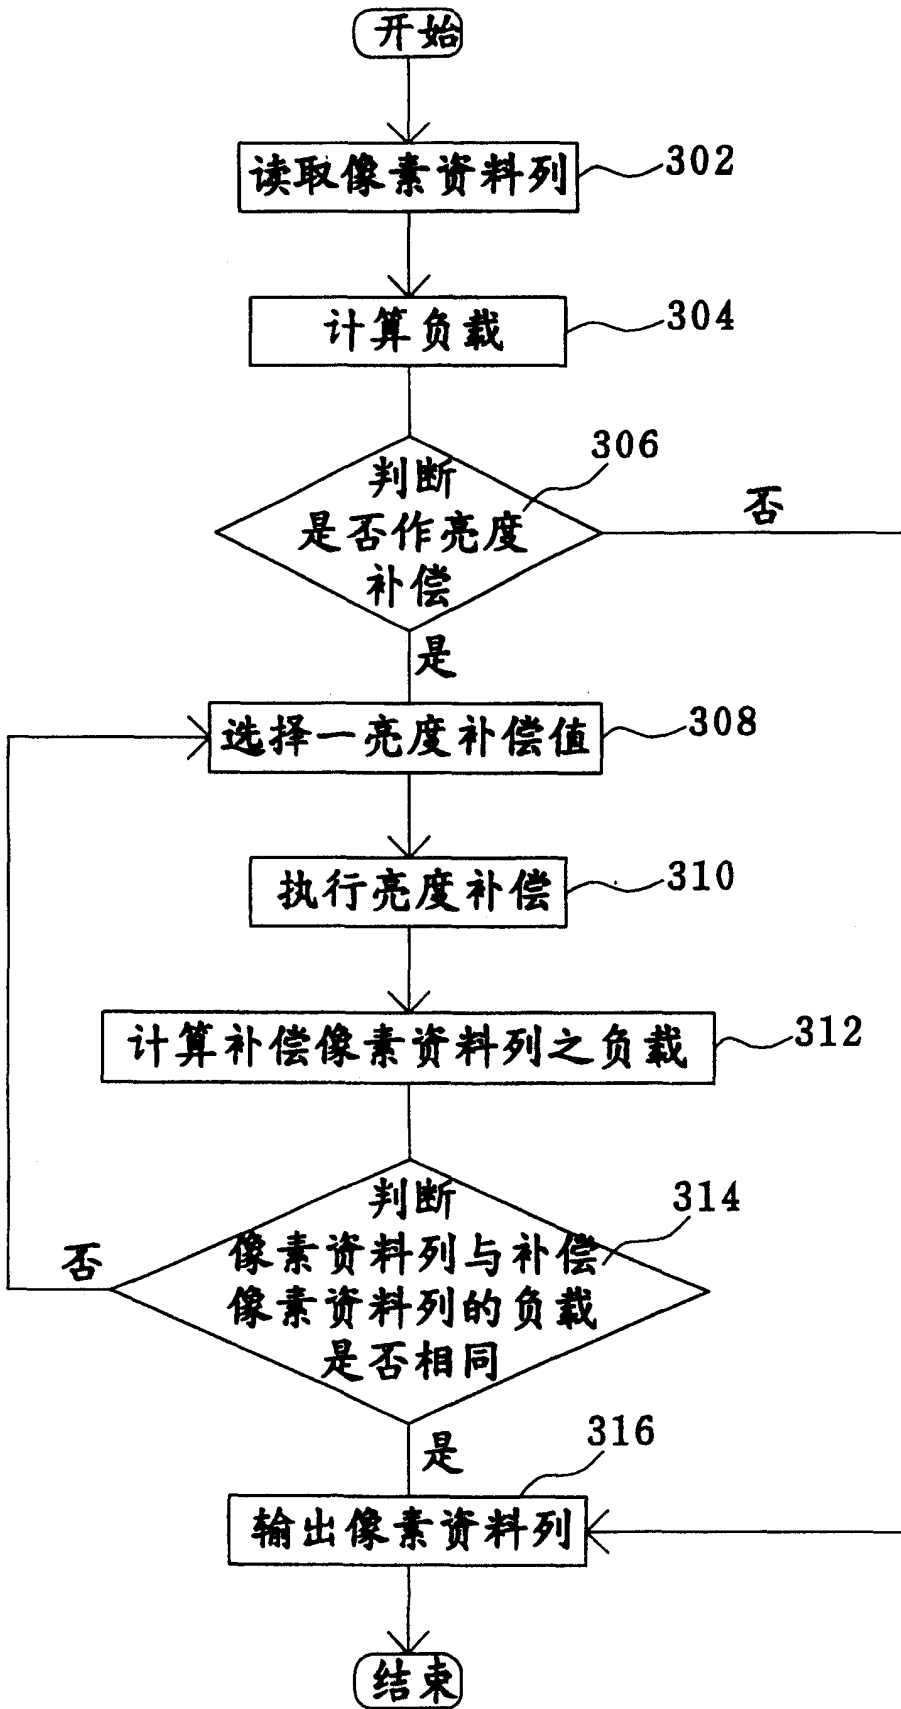 开始
读取像素资料列
302
计算负载
304
306
判断
是否作亮度
补偿
否
是
选择一亮度补偿值
308
执行亮度补偿
310
计算补偿像素资料列之负载
312
314
判断
像素资料列与补偿
像素资料列的负载
是否相同
否
是
316
输出像素资料列
结束